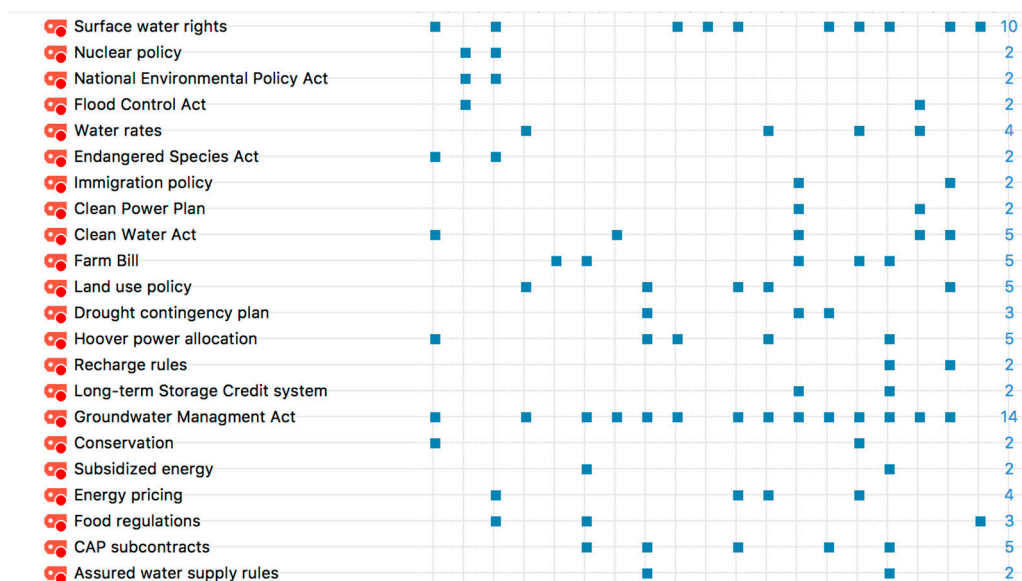 Surface water rights 10
Nuclear policy 2
National Environmental Policy Act 2
Flood Control Act 2
Water rates 4
Endangered Species Act 2
Immigration policy 2
Clean Power Plan 2
Clean Water Act 5
Farm Bill 5
Land use policy 5
Drought contingency plan 3
Hoover power allocation 5
Recharge rules 2
Long-term Storage Credit system 2
Groundwater Managment Act 14
Conservation 2
Subsidized energy 2
Energy pricing 4
Food regulations 3
CAP subcontracts 5
Assured water supply rules 2